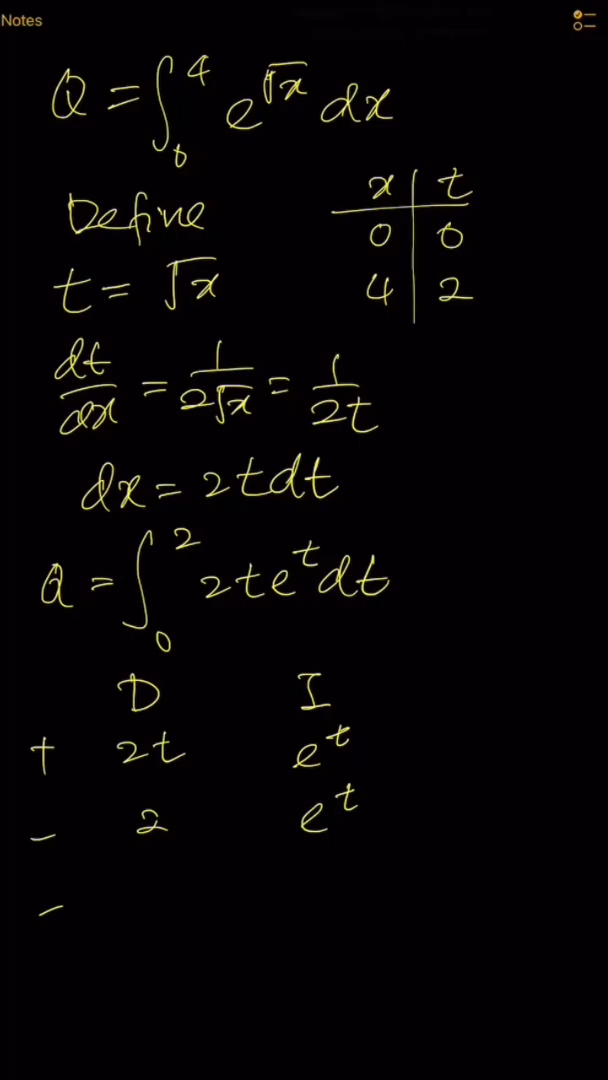 Notes
Q = ∫₀⁴ e^√x dx
Define
x | t
0 | 0
4 | 2
t = √x
dt/dx = 1/(2√x) = 1/(2t)
dx = 2t dt
Q = ∫₀² 2t e^t dt
D I
+ 2t e^t
- 2 e^t
-